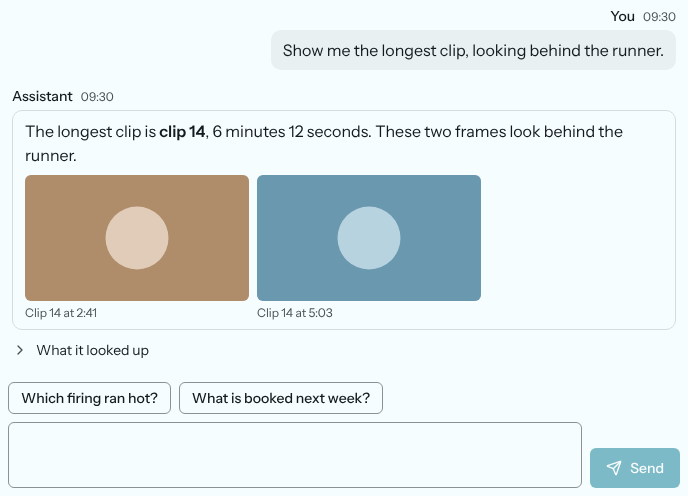 You 09:30
Show me the longest clip, looking behind the runner.
Assistant 09:30
The longest clip is clip 14, 6 minutes 12 seconds. These two frames look behind the
runner.
Clip 14 at 2:41
Clip 14 at 5:03
What it looked up
Which firing ran hot?
What is booked next week?
Send